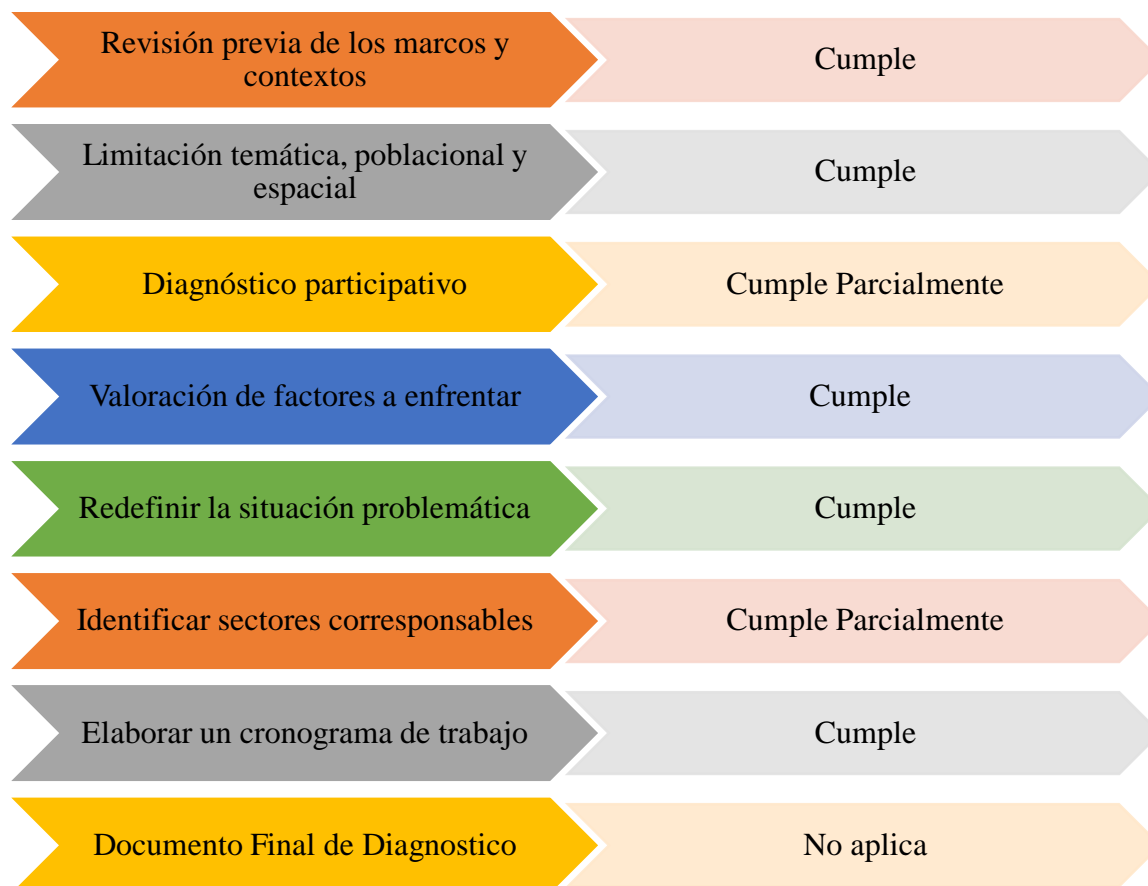 Revisión previa de los marcos y
contextos
Cumple
Limitación temática, poblacional y
espacial
Cumple
Diagnóstico participativo
Cumple Parcialmente
Valoración de factores a enfrentar
Cumple
Redefinir la situación problemática
Cumple
Identificar sectores corresponsables
Cumple Parcialmente
Elaborar un cronograma de trabajo
Cumple
Documento Final de Diagnostico
No aplica